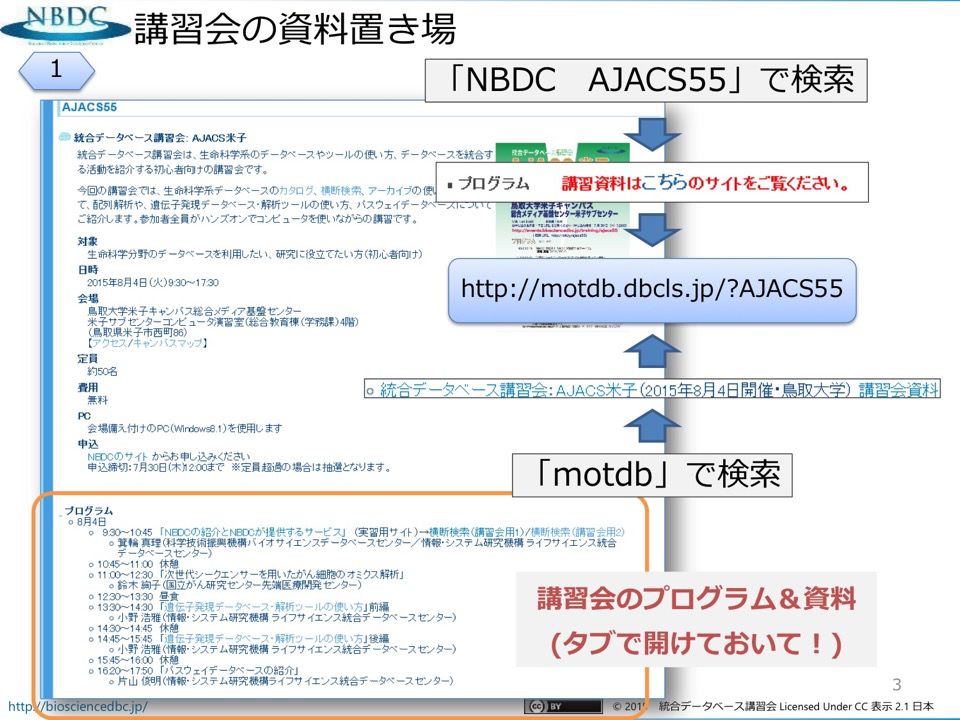 NBDC
講習会の資料置き場
1
「NBDC　AJACS55」で検索
AJACS55
統合データベース講習会: AJACS米子
統合データベース講習会は、生命科学系のデータベースやツールの使い方、データベースを統合す
る活動を紹介する初心者向けの講習会です。
今回の講習会では、生命科学系データベースのカタログ、横断検索、アーカイブの使い
て、配列解析や、遺伝子発現データベース・解析ツールの使い方、パスウェイデータベースについて
ご紹介します。参加者全員がハンズオンでコンピュータを使いながらの講習です。
▪ プログラム　講習資料はこちらのサイトをご覧ください。
鳥取大学米子キャンパス
総合メディア基盤センター米子サブセンター
http://motdb.dbcls.jp/?AJACS55
対象
生命科学分野のデータベースを利用したい、研究に役立てたい方（初心者向け）
日時
2015年8月4日（火）9:30～17:30
会場
鳥取大学米子キャンパス総合メディア基盤センター
米子サブセンターコンピュータ演習室（総合教育棟（学務課）4階）
（鳥取県米子市西町86）
【アクセス/キャンパスマップ】
定員
約50名
費用
無料
PC
会場備え付けのPC（Windows8.1）を使用します
申込
NBDCのサイト からお申し込みください
申込締切：7月30日（木）12:00まで　※定員超過の場合は抽選となります。
統合データベース講習会：AJACS米子（2015年8月4日開催・鳥取大学） 講習会資料
「motdb」で検索
プログラム
8月4日
9:30～10:45 「NBDCの紹介とNBDCが提供するサービス」 （実習用サイト）→横断検索（講習会用1）/横断検索（講習会用2）
箕輪 真理（科学技術振興機構バイオサイエンスデータベースセンター／情報・システム研究機構 ライフサイエンス統合
データベースセンター）
10:45～11:00 休憩
11:00～12:30 「次世代シークエンサーを用いたがん細胞のオミクス解析」
鈴木 絢子（国立がん研究センター先端医療開発センター）
12:30～13:30 昼食
13:30～14:30 「遺伝子発現データベース・解析ツールの使い方」前編
小野 浩雅（情報・システム研究機構 ライフサイエンス統合データベースセンター）
14:30～14:45 休憩
14:45～15:45 「遺伝子発現データベース・解析ツールの使い方」後編
小野 浩雅（情報・システム研究機構 ライフサイエンス統合データベースセンター）
15:45～16:00 休憩
16:20～17:50 「パスウェイデータベースの紹介」
片山 俊明（情報・システム研究機構ライフサイエンス統合データベースセンター）
講習会のプログラム＆資料
(タブで開けておいて！)
3
http://biosciencedbc.jp/
cc BY
© 2015 統合データベース講習会 Licensed Under CC 表示 2.1 日本